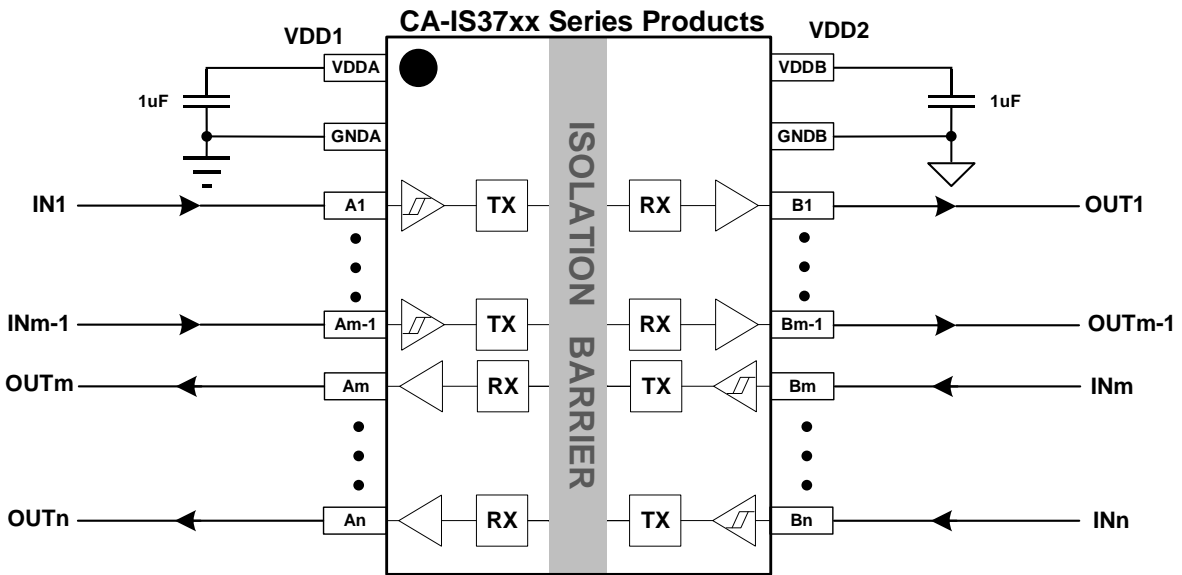 CA-IS37xx Series Products
VDD1
VDD2
VDDA
VDDB
1uF
1uF
GNDA
GNDB
ISOLATION BARRIER
IN1
A1
TX
RX
B1
OUT1
INm-1
Am-1
TX
RX
Bm-1
OUTm-1
OUTm
Am
RX
TX
Bm
INm
OUTn
An
RX
TX
Bn
INn